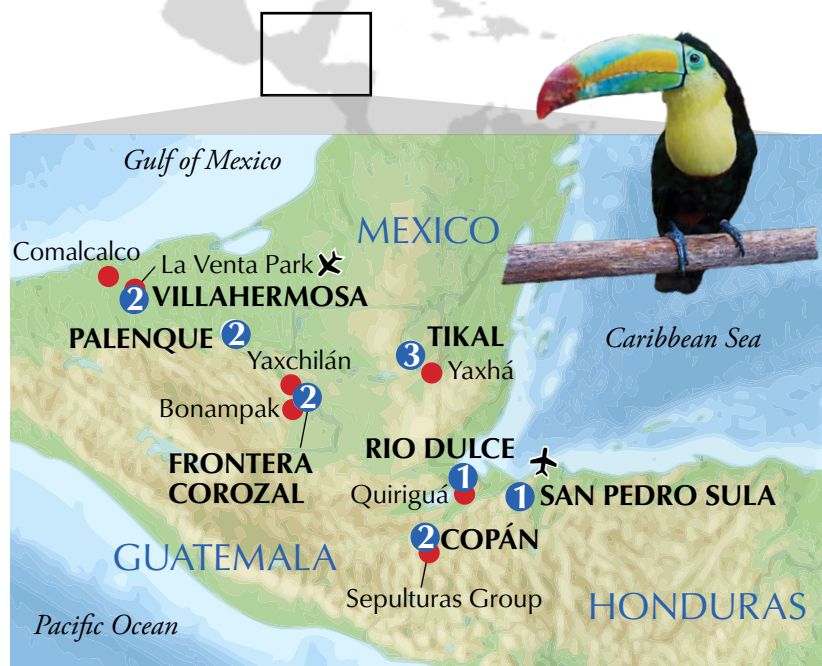 Gulf of Mexico
MEXICO
Comalcalco
La Venta Park
2 VILLAHERMOSA
PALENQUE 2
TIKAL
3
Caribbean Sea
Yaxchilán
Yaxhá
2
Bonampak
FRONTERA
COROZAL
RIO DULCE
1
Quiriguá
1 SAN PEDRO SULA
2 COPÁN
GUATEMALA
Sepulturas Group
HONDURAS
Pacific Ocean